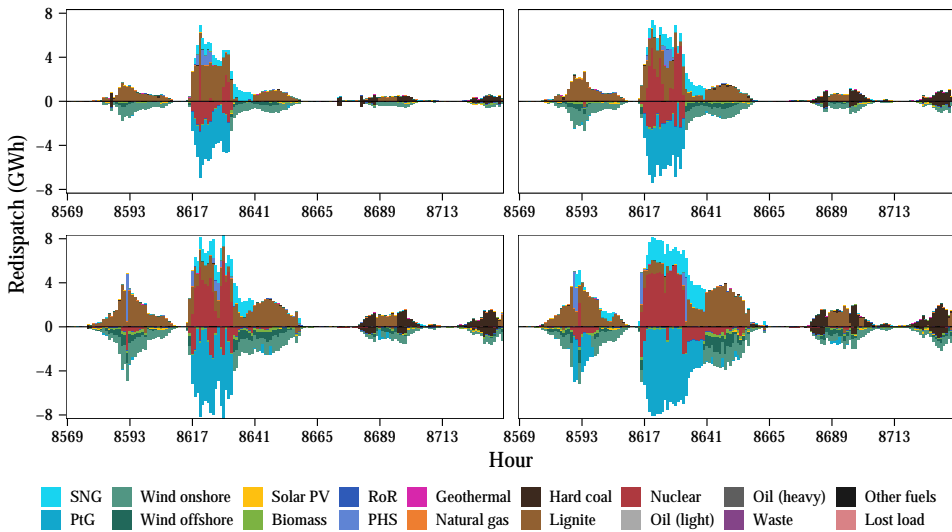 8
4
0
−4
−8
8569 8593 8617 8641 8665 8689 8713
8569 8593 8617 8641 8665 8689 8713
Redispatch (GWh)
8
4
0
−4
−8
8569 8593 8617 8641 8665 8689 8713
8569 8593 8617 8641 8665 8689 8713
Hour
SNG Wind onshore Solar PV RoR Geothermal Hard coal Nuclear Oil (heavy) Other fuels
PtG Wind offshore Biomass PHS Natural gas Lignite Oil (light) Waste Lost load